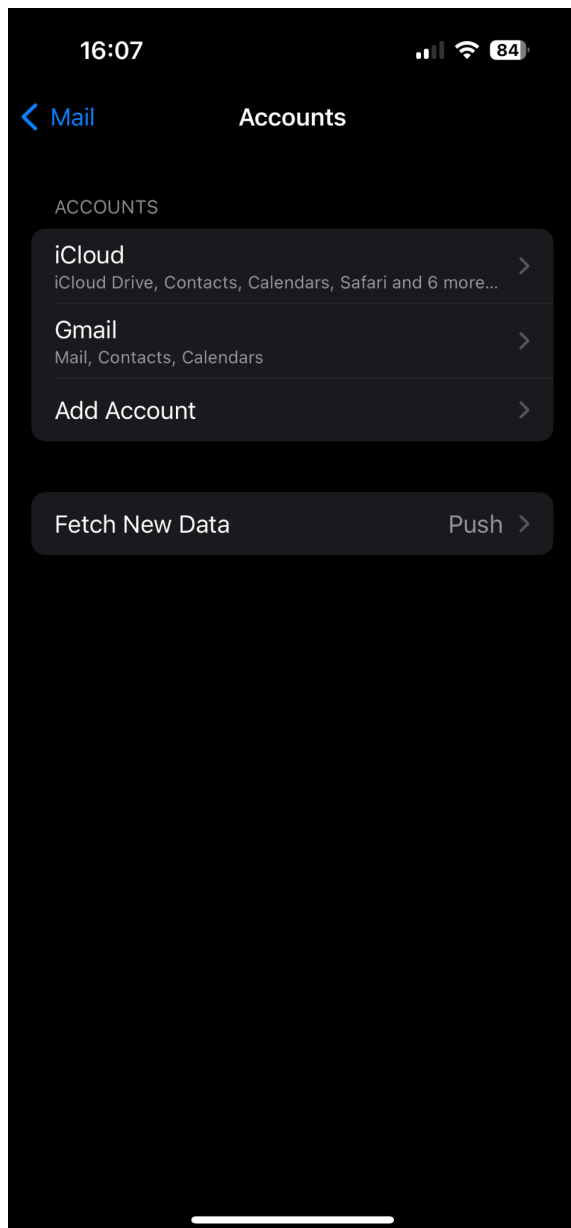 16:07
84
Mail
Accounts
ACCOUNTS
iCloud
iCloud Drive, Contacts, Calendars, Safari and 6 more...
Gmail
Mail, Contacts, Calendars
Add Account
Fetch New Data
Push